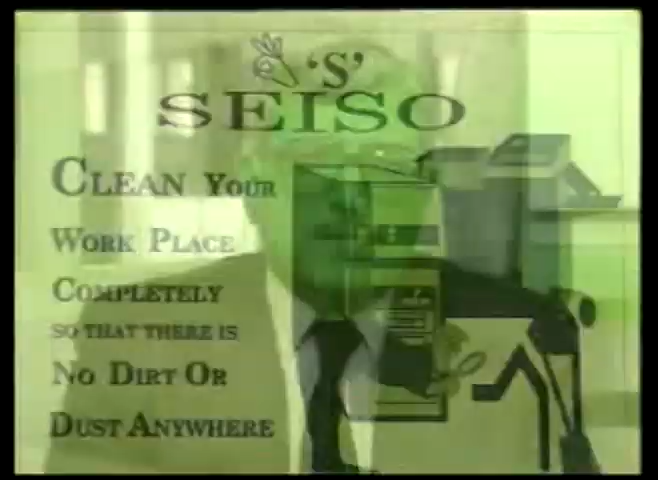 'S'
SEISO
CLEAN YOUR
WORK PLACE
COMPLETELY
SO THAT THERE IS
NO DIRT OR
DUST ANYWHERE